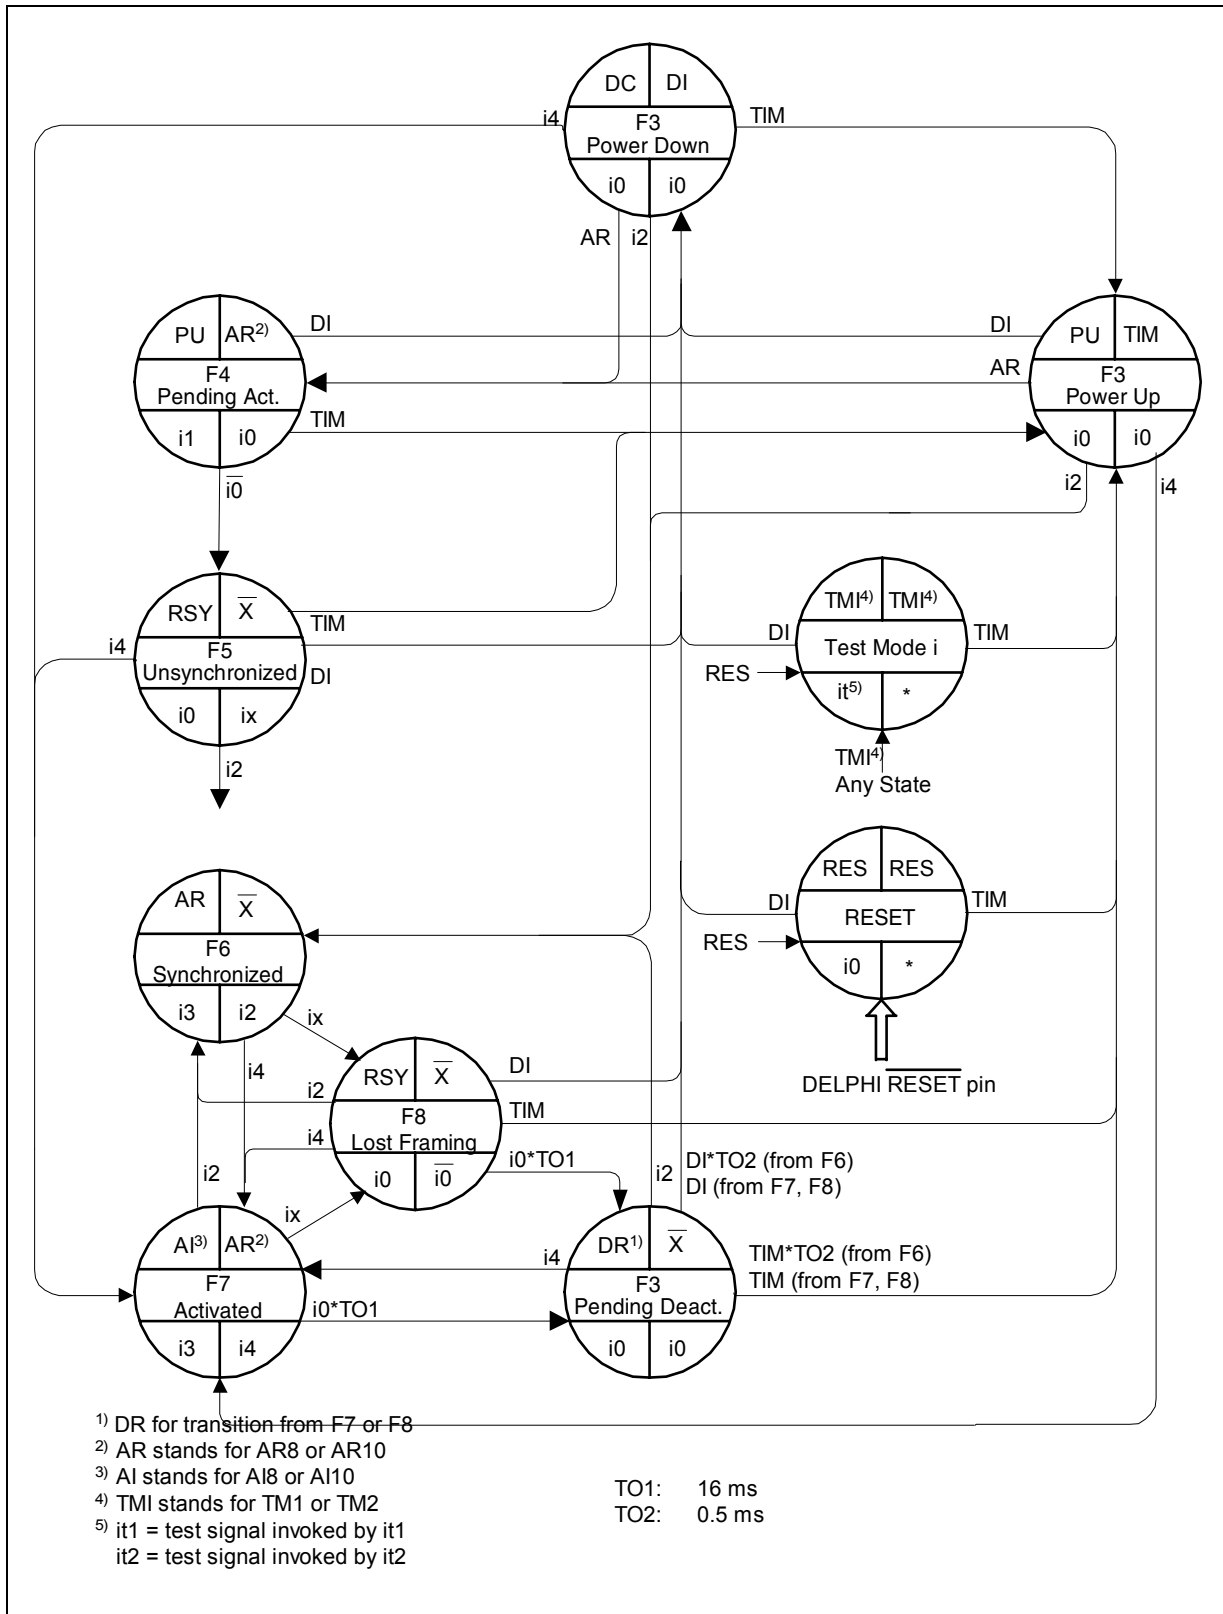 DC DI
i4 TIM
F3
Power Down
i0 i0
AR i2
PU AR2) DI DI PU TIM
F4 AR F3
Pending Act. Power Up
i1 i0 TIM i0 i0
i0 i2 i4
RSY X TMI4) TMI4)
i4 TIM DI TIM
F5 Test Mode i
Unsynchronized DI RES
i0 ix it5) *
i2 TMI4)
Any State
RES RES
AR X DI TIM
RESET
F6 RES
Synchronized i0 *
i3 i2 ix
i4 RSY X DI DELPHI RESET pin
i2 TIM
F8
i4 Lost Framing
i0 i0 i0*TO1
i2 i2 DI*TO2 (from F6)
ix DI (from F7, F8)
AI3) AR2) DR1) X
i4 TIM*TO2 (from F6)
F7 F3 TIM (from F7, F8)
Activated i0*TO1 Pending Deact.
i3 i4 i0 i0
1) DR for transition from F7 or F8
2) AR stands for AR8 or AR10
3) AI stands for AI8 or AI10
4) TMI stands for TM1 or TM2
5) it1 = test signal invoked by it1
it2 = test signal invoked by it2
TO1: 16 ms
TO2: 0.5 ms